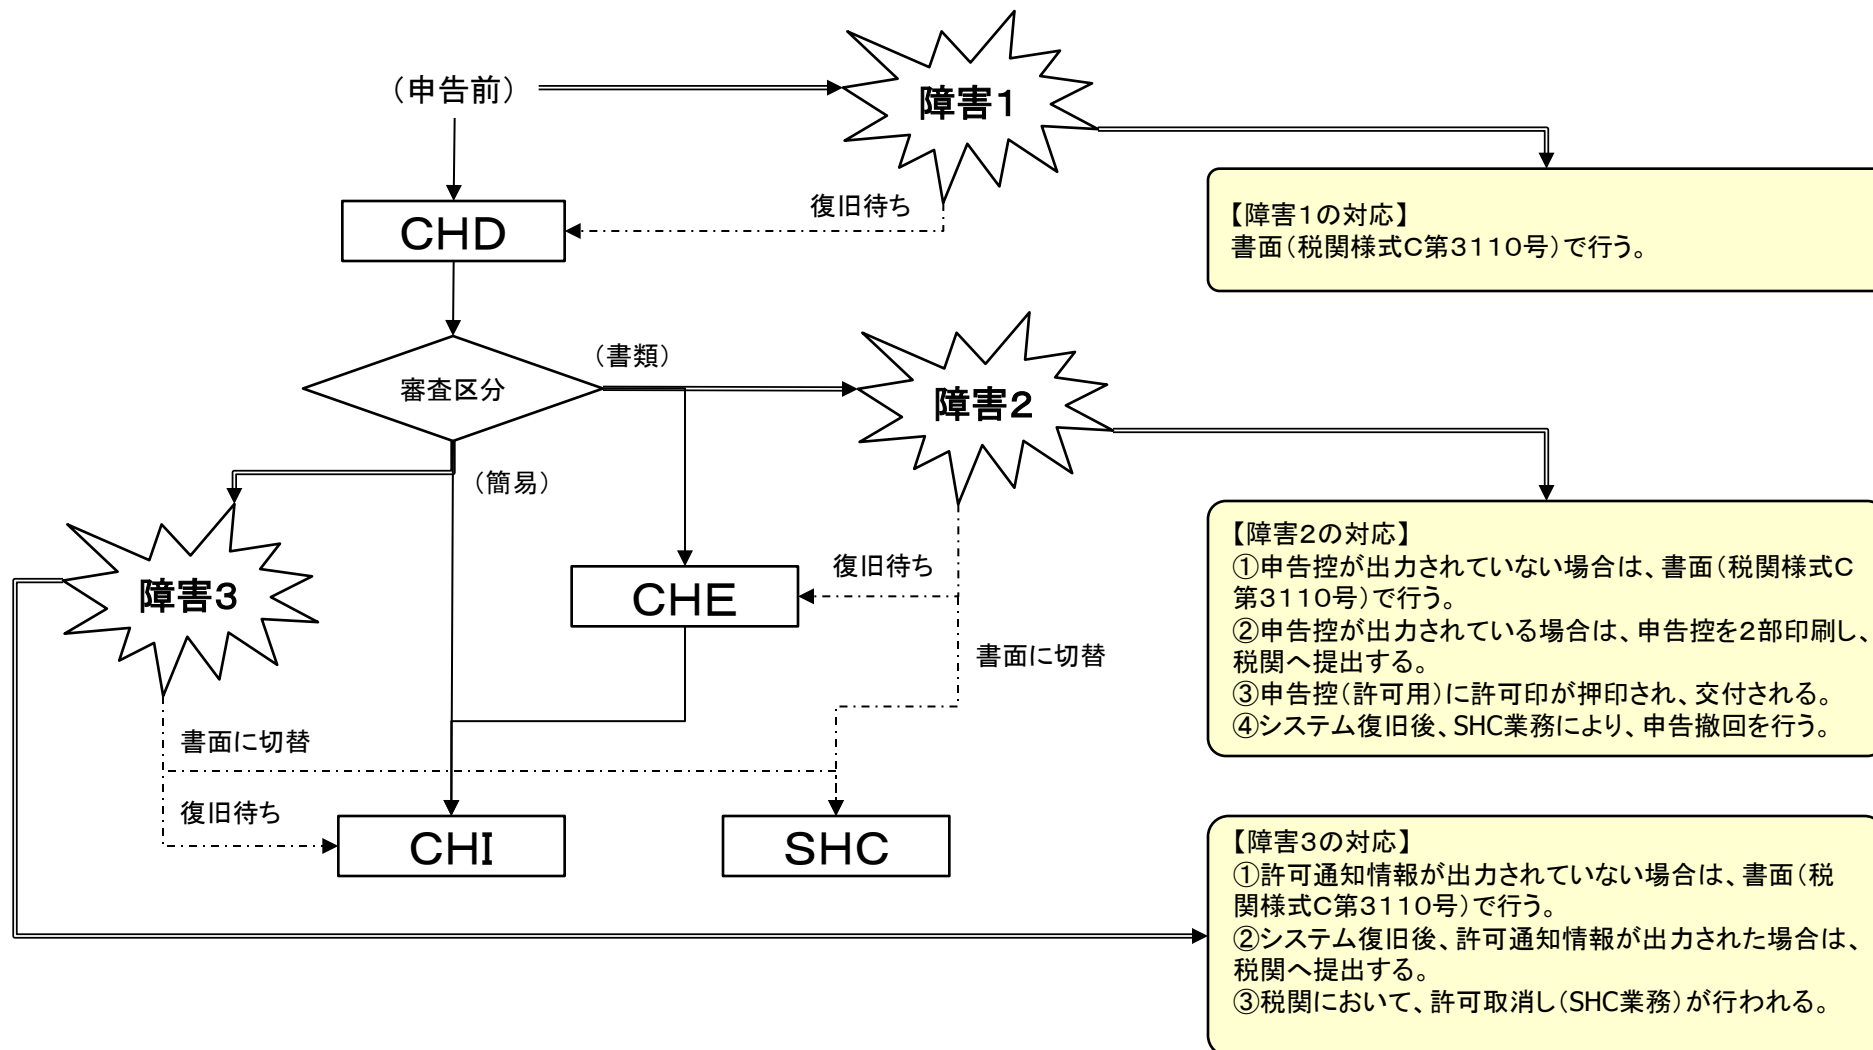 （申告前）
障害１
復旧待ち
CHD
【障害１の対応】
書面（税関様式C第３１１０号）で行う。
審査区分
（書類）
障害２
（簡易）
【障害２の対応】
①申告控が出力されていない場合は、書面（税関様式C
第３１１０号）で行う。
②申告控が出力されている場合は、申告控を２部印刷し、
税関へ提出する。
③申告控（許可用）に許可印が押印され、交付される。
④システム復旧後、SHC業務により、申告撤回を行う。
障害３
復旧待ち
CHE
書面に切替
書面に切替
復旧待ち
CHI
SHC
【障害３の対応】
①許可通知情報が出力されていない場合は、書面（税
関様式C第３１１０号）で行う。
②システム復旧後、許可通知情報が出力された場合は、
税関へ提出する。
③税関において、許可取消し（SHC業務）が行われる。